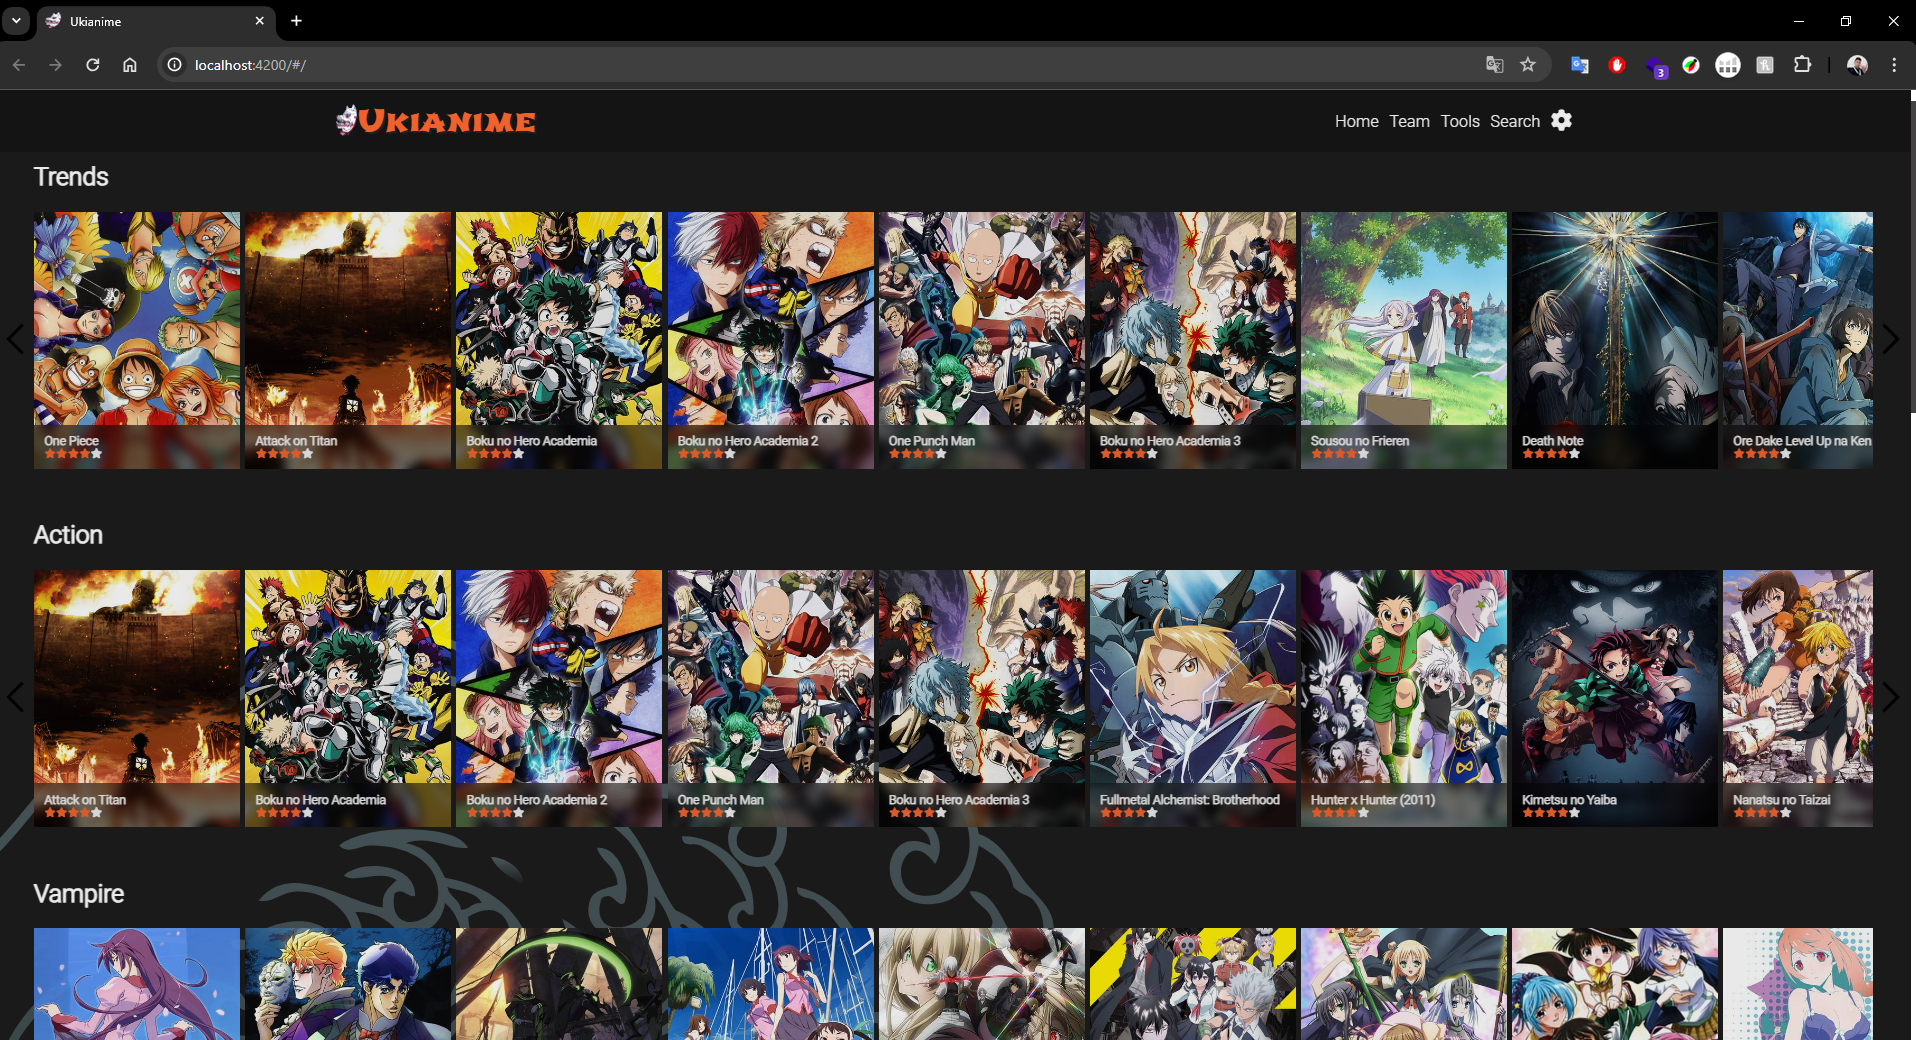 Ukianime
localhost:4200/#/
3
UKIANIME
Home Team Tools Search
Trends
One Piece
Attack on Titan
Boku no Hero Academia
Boku no Hero Academia 2
One Punch Man
Boku no Hero Academia 3
Sousou no Frieren
Death Note
Ore Dake Level Up na Ken
Action
Attack on Titan
Boku no Hero Academia
Boku no Hero Academia 2
One Punch Man
Boku no Hero Academia 3
Fullmetal Alchemist: Brotherhood
Hunter x Hunter (2011)
Kimetsu no Yaiba
Nanatsu no Taizai
Vampire